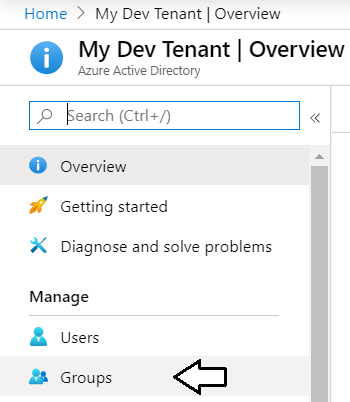 Home > My Dev Tenant | Overview
My Dev Tenant | Overview
Azure Active Directory
Search (Ctrl+/)
«
Overview
Getting started
Diagnose and solve problems
Manage
Users
Groups